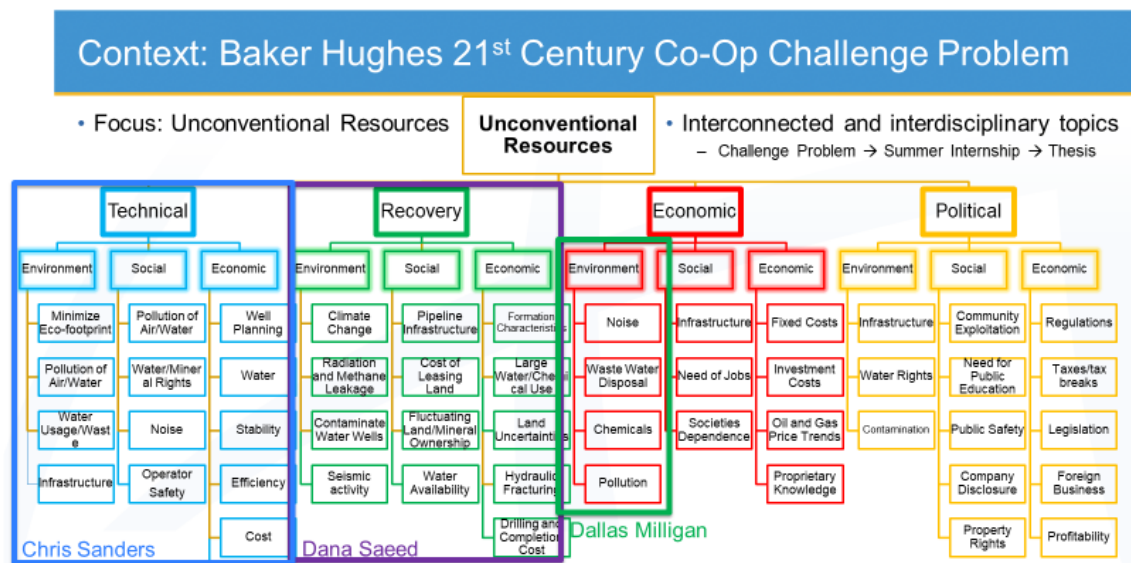 Context: Baker Hughes 21st Century Co-Op Challenge Problem
• Focus: Unconventional Resources
Unconventional
Resources
• Interconnected and interdisciplinary topics
– Challenge Problem → Summer Internship → Thesis
Technical
Environment
Social
Economic
Minimize
Eco-footprint
Pollution of
Air/Water
Water
Usage/Wast
e
Infrastructure
Pollution of
Air/Water
Water/Miner
al Rights
Noise
Operator
Safety
Well
Planning
Water
Stability
Efficiency
Cost
Chris Sanders
Recovery
Environment
Social
Economic
Climate
Change
Radiation
and Methane
Leakage
Contaminate
Water Wells
Seismic
activity
Pipeline
Infrastructure
Cost of
Leasing
Land
Fluctuating
Land/Mineral
Ownership
Water
Availability
Formation
Characteristics
Large
Water/Chemi
cal Use
Land
Uncertainties
Hydraulic
Fracturing
Drilling and
Completion
Cost
Dana Saeed
Economic
Environment
Social
Economic
Noise
Waste Water
Disposal
Chemicals
Pollution
Dallas Milligan
Infrastructure
Need of Jobs
Societies
Dependence
Fixed Costs
Investment
Costs
Oil and Gas
Price Trends
Proprietary
Knowledge
Political
Environment
Social
Economic
Infrastructure
Water Rights
Contamination
Community
Exploitation
Need for
Public
Education
Public Safety
Company
Disclosure
Property
Rights
Regulations
Taxes/tax
breaks
Legislation
Foreign
Business
Profitability